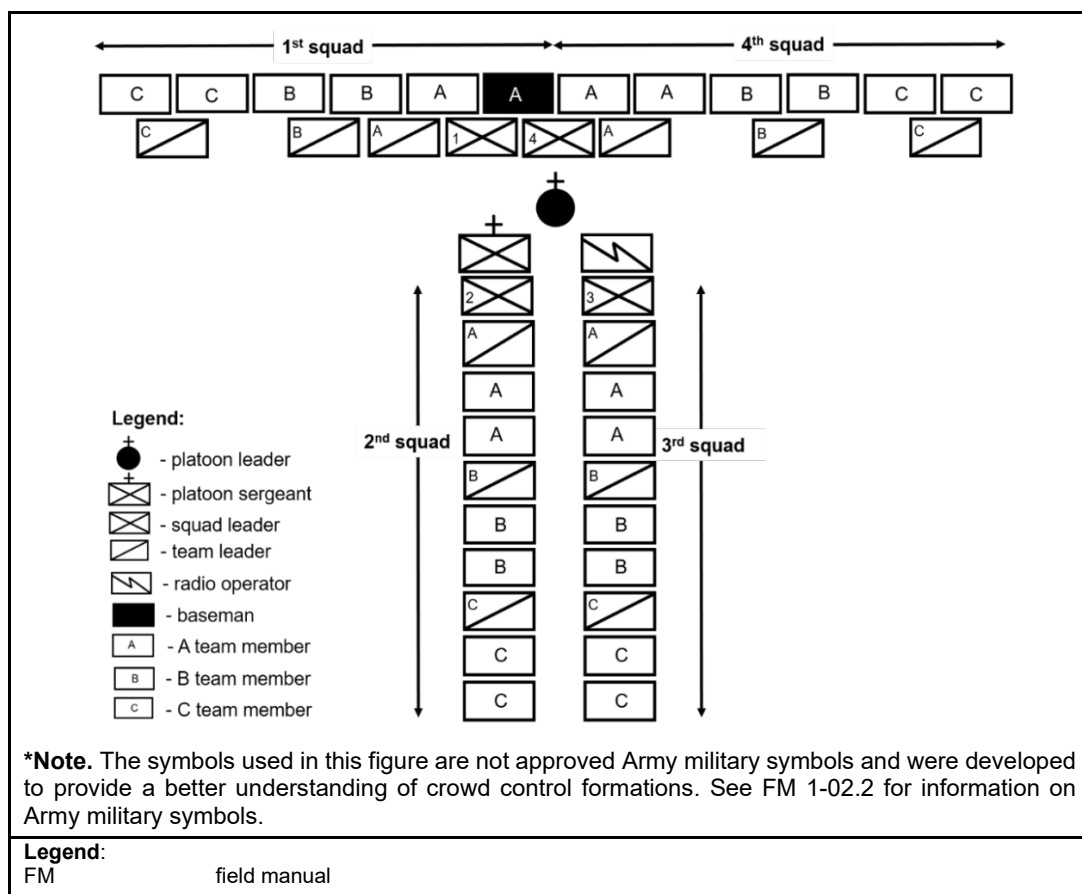 1st squad 4th squad
C C B B A A A A B B C C
C B A 1 4 A B C
2 3
A A
A A
A A
2nd squad 3rd squad
B B
B B
B B
C C
C C
C C
Legend:
- platoon leader
- platoon sergeant
- squad leader
- team leader
- radio operator
- baseman
A - A team member
B - B team member
C - C team member
*Note. The symbols used in this figure are not approved Army military symbols and were developed
to provide a better understanding of crowd control formations. See FM 1-02.2 for information on
Army military symbols.
Legend:
FM field manual